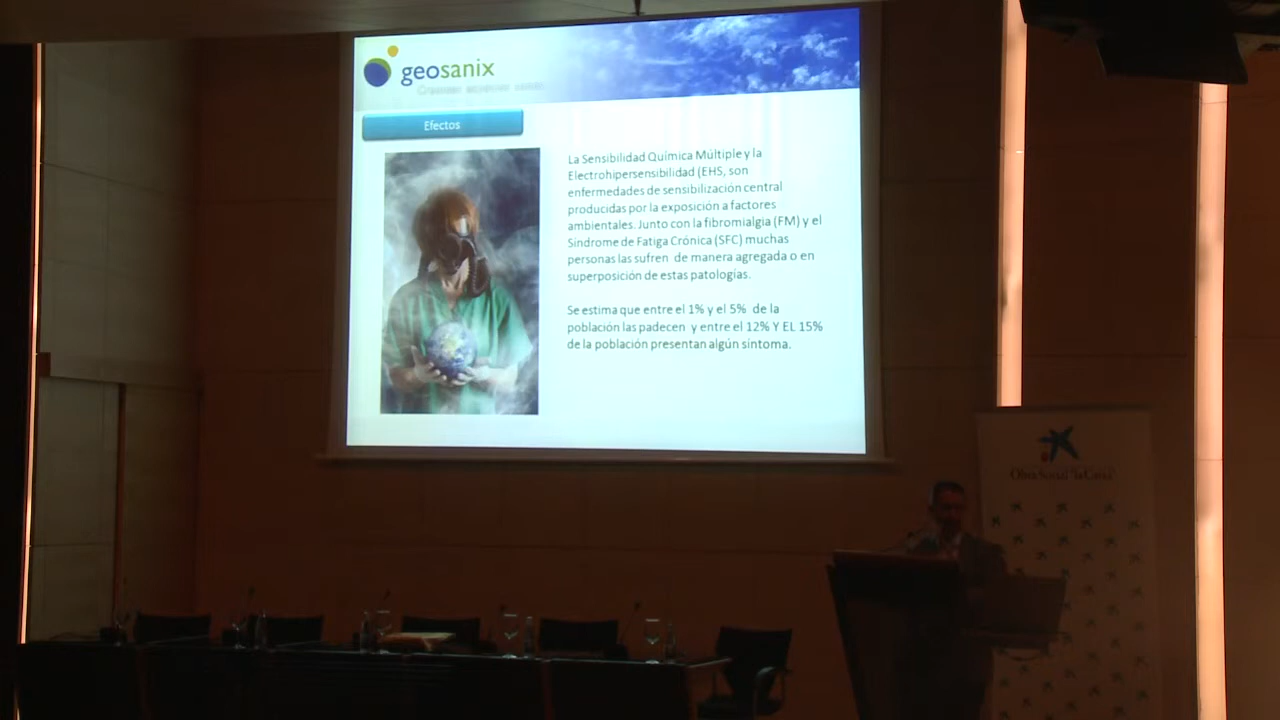 geosanix
Efectos
La Sensibilidad Química Múltiple y la
Electrohipersensibilidad (EHS, son
enfermedades de sensibilización central
producidas por la exposición a factores
ambientales. Junto con la fibromialgia (FM) y el
Síndrome de Fatiga Crónica (SFC) muchas
personas las sufren de manera agregada o en
superposición de estas patologías.
Se estima que entre el 1% y el 5% de la
población las padecen y entre el 12% Y EL 15%
de la población presentan algún síntoma.
Obra Social "la Caixa"